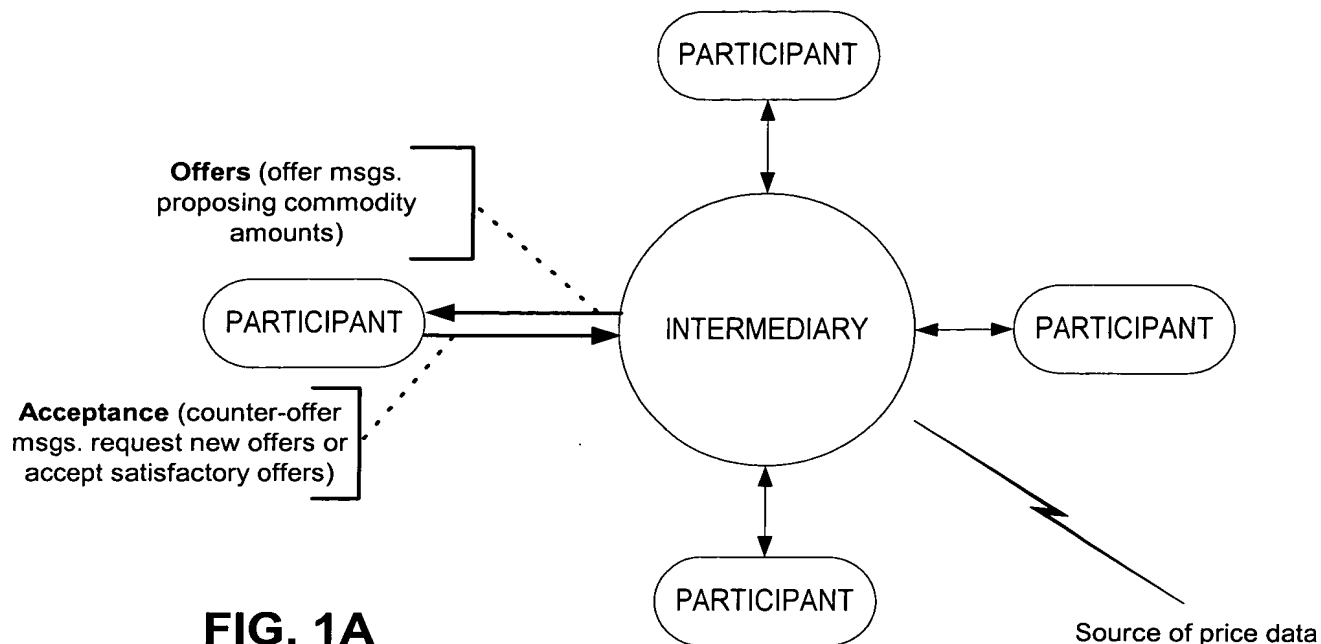 PARTICIPANT
Offers (offer msgs.
proposing commodity
amounts)
PARTICIPANT
INTERMEDIARY
PARTICIPANT
Acceptance (counter-offer
msgs. request new offers or
accept satisfactory offers)
PARTICIPANT
FIG. 1A
Source of price data